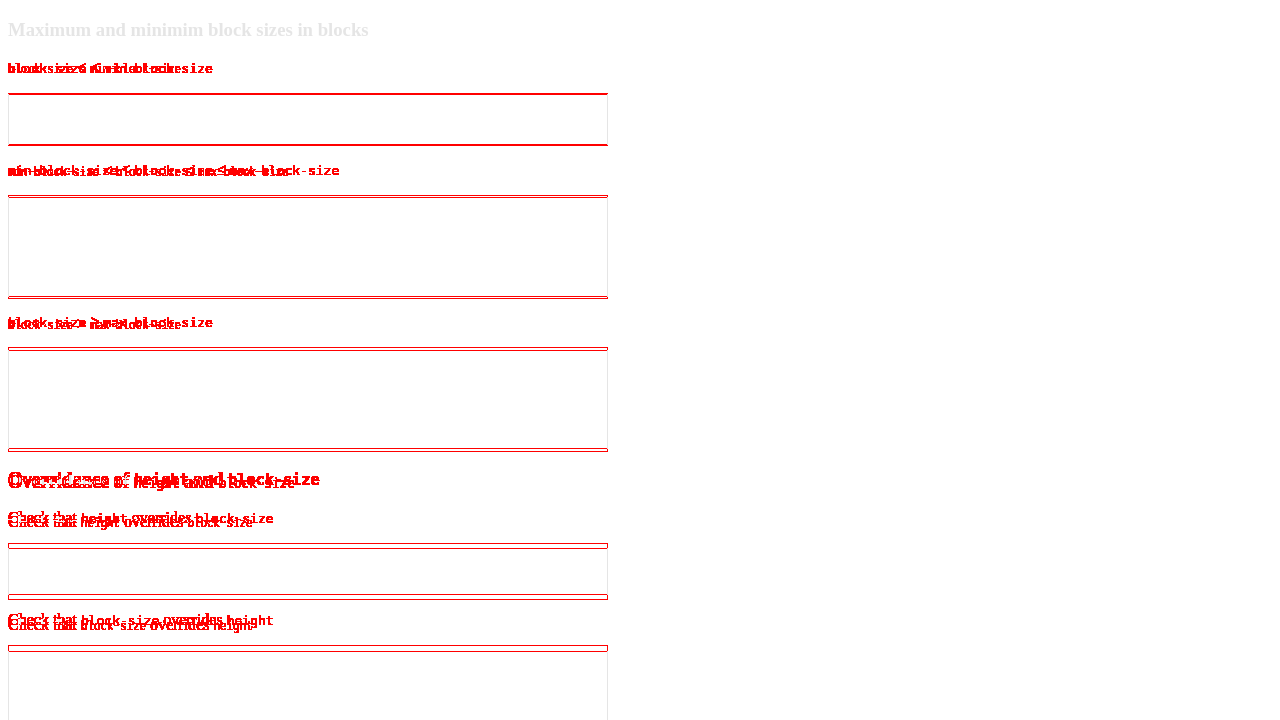 Maximum and minimim block sizes in blocks
block-size < min-block-size
min-block-size < block-size < max-block-size
block-size > max-block-size
Overridence of height and block-size
Check that height overrides block-size
Check that block-size overrides height